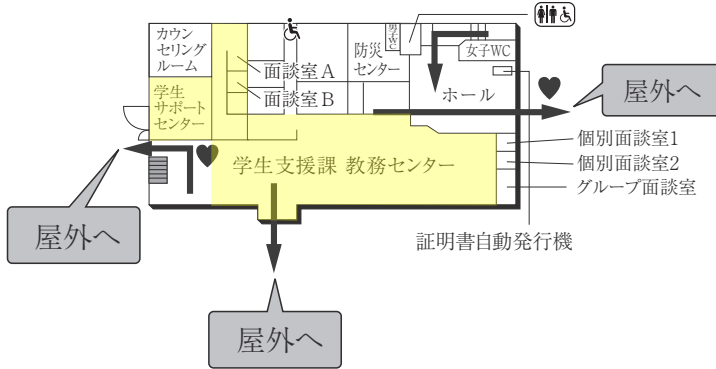 カウン
セリング
ルーム
面談室A
面談室B
防災
センター
男子WC
女子WC
ホール
屋外へ
学生
サポート
センター
学生支援課 教務センター
個別面談室1
個別面談室2
グループ面談室
証明書自動発行機
屋外へ
屋外へ